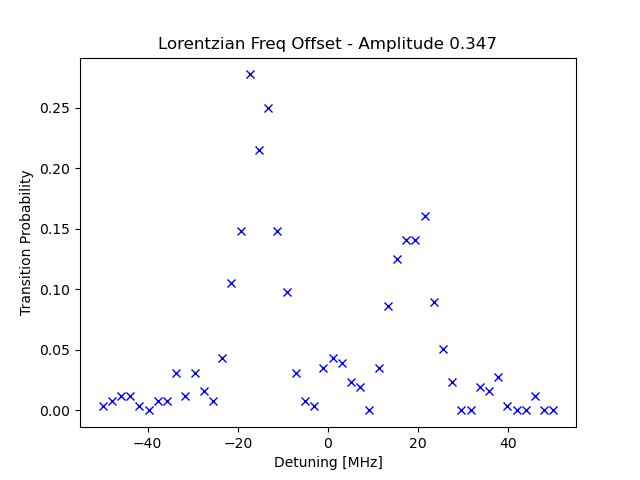 Lorentzian Freq Offset - Amplitude 0.347
Transition Probability
0.25
0.20
0.15
0.10
0.05
0.00
−40 −20 0 20 40
Detuning [MHz]